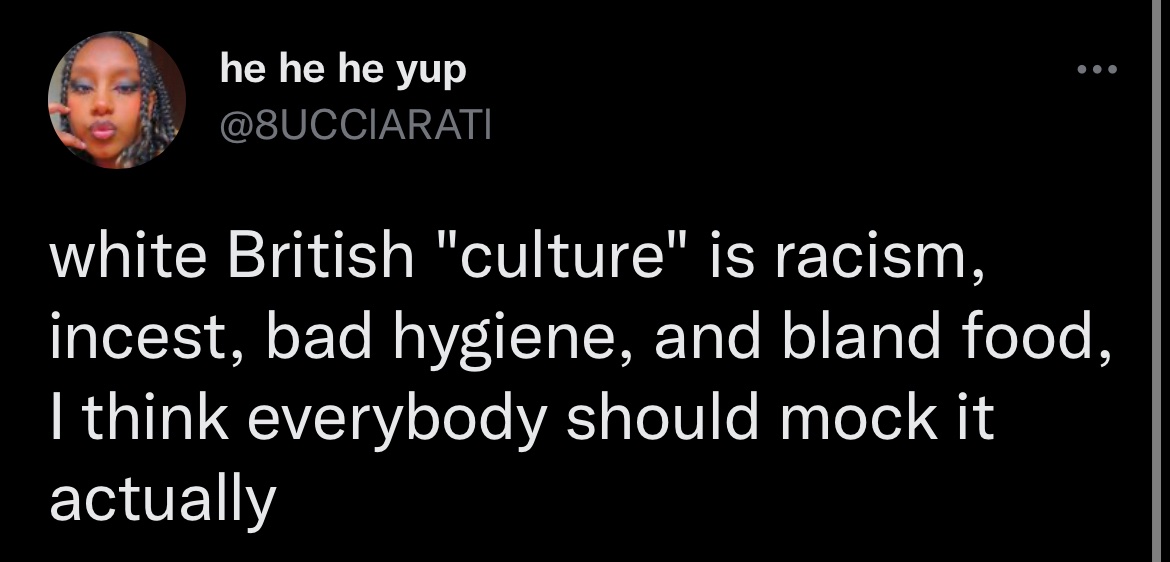 he he he yup
@8UCCIARATI
white British "culture" is racism,
incest, bad hygiene, and bland food,
I think everybody should mock it
actually